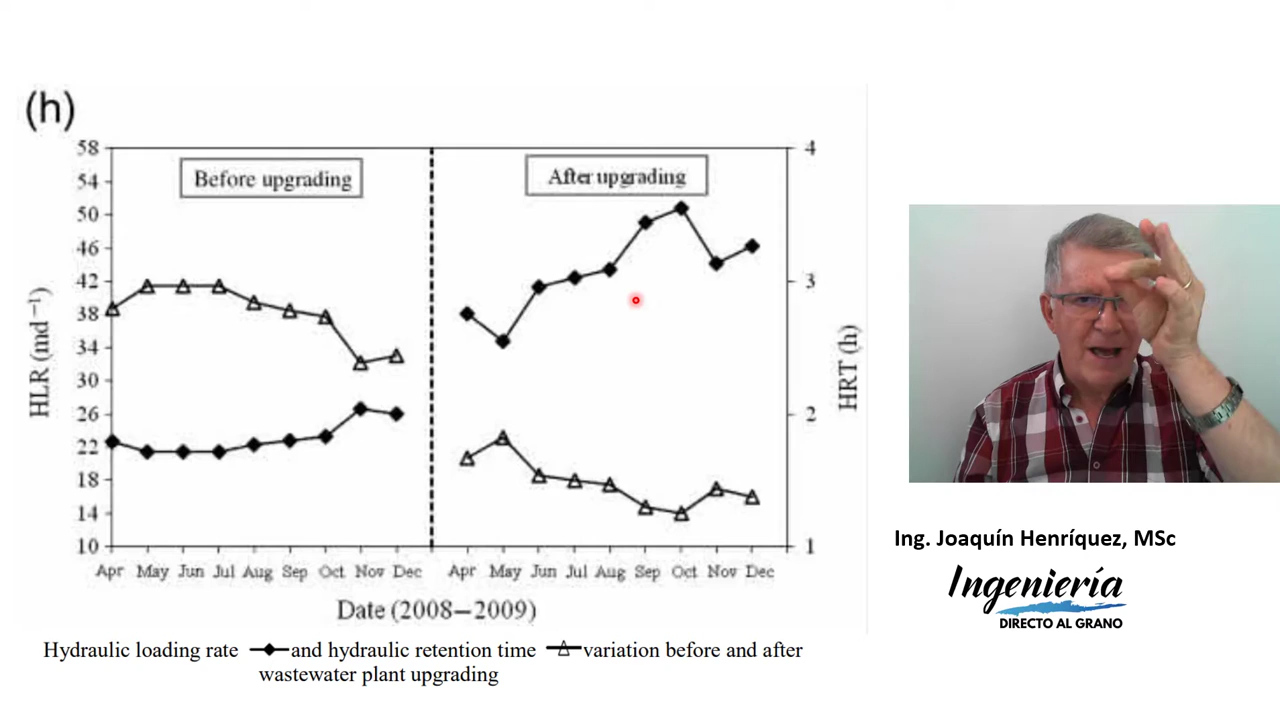 (h)
58
54
50
46
42
38
34
30
26
22
18
14
10
HLR (md⁻¹)
Before upgrading
After upgrading
4
3
2
1
HRT (h)
Apr May Jun Jul Aug Sep Oct Nov Dec Apr May Jun Jul Aug Sep Oct Nov Dec
Date (2008–2009)
Hydraulic loading rate and hydraulic retention time variation before and after
wastewater plant upgrading
Ing. Joaquín Henríquez, MSc
Ingeniería
DIRECTO AL GRANO